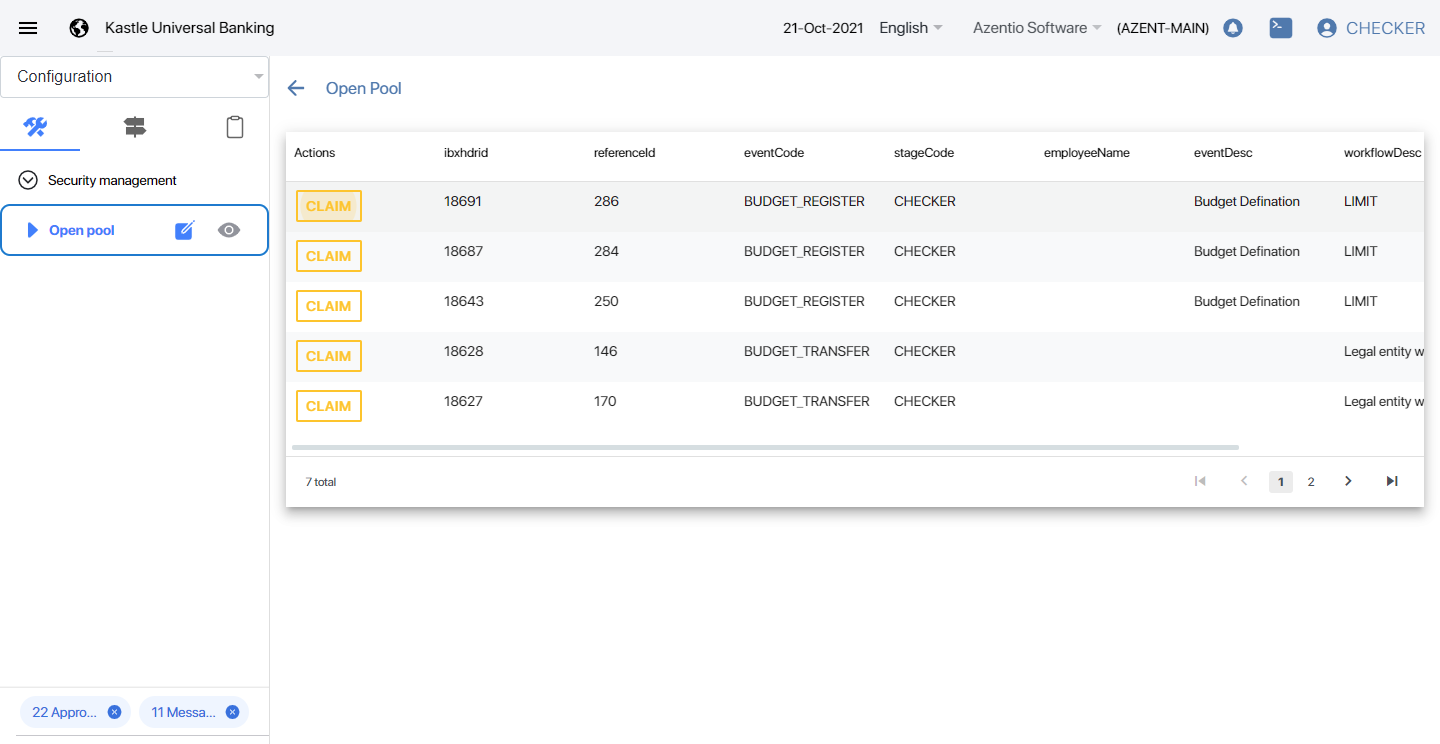 Kastle Universal Banking 21-Oct-2021 English Azentio Software (AZENT-MAIN) CHECKER
Configuration
Security management
Open pool
22 Appro...
11 Messa...
Open Pool
Actions ibxhdrid referenceId eventCode stageCode employeeName eventDesc workflowDesc
CLAIM 18691 286 BUDGET_REGISTER CHECKER Budget Defination LIMIT
CLAIM 18687 284 BUDGET_REGISTER CHECKER Budget Defination LIMIT
CLAIM 18643 250 BUDGET_REGISTER CHECKER Budget Defination LIMIT
CLAIM 18628 146 BUDGET_TRANSFER CHECKER Legal entity w
CLAIM 18627 170 BUDGET_TRANSFER CHECKER Legal entity w
7 total 1 2